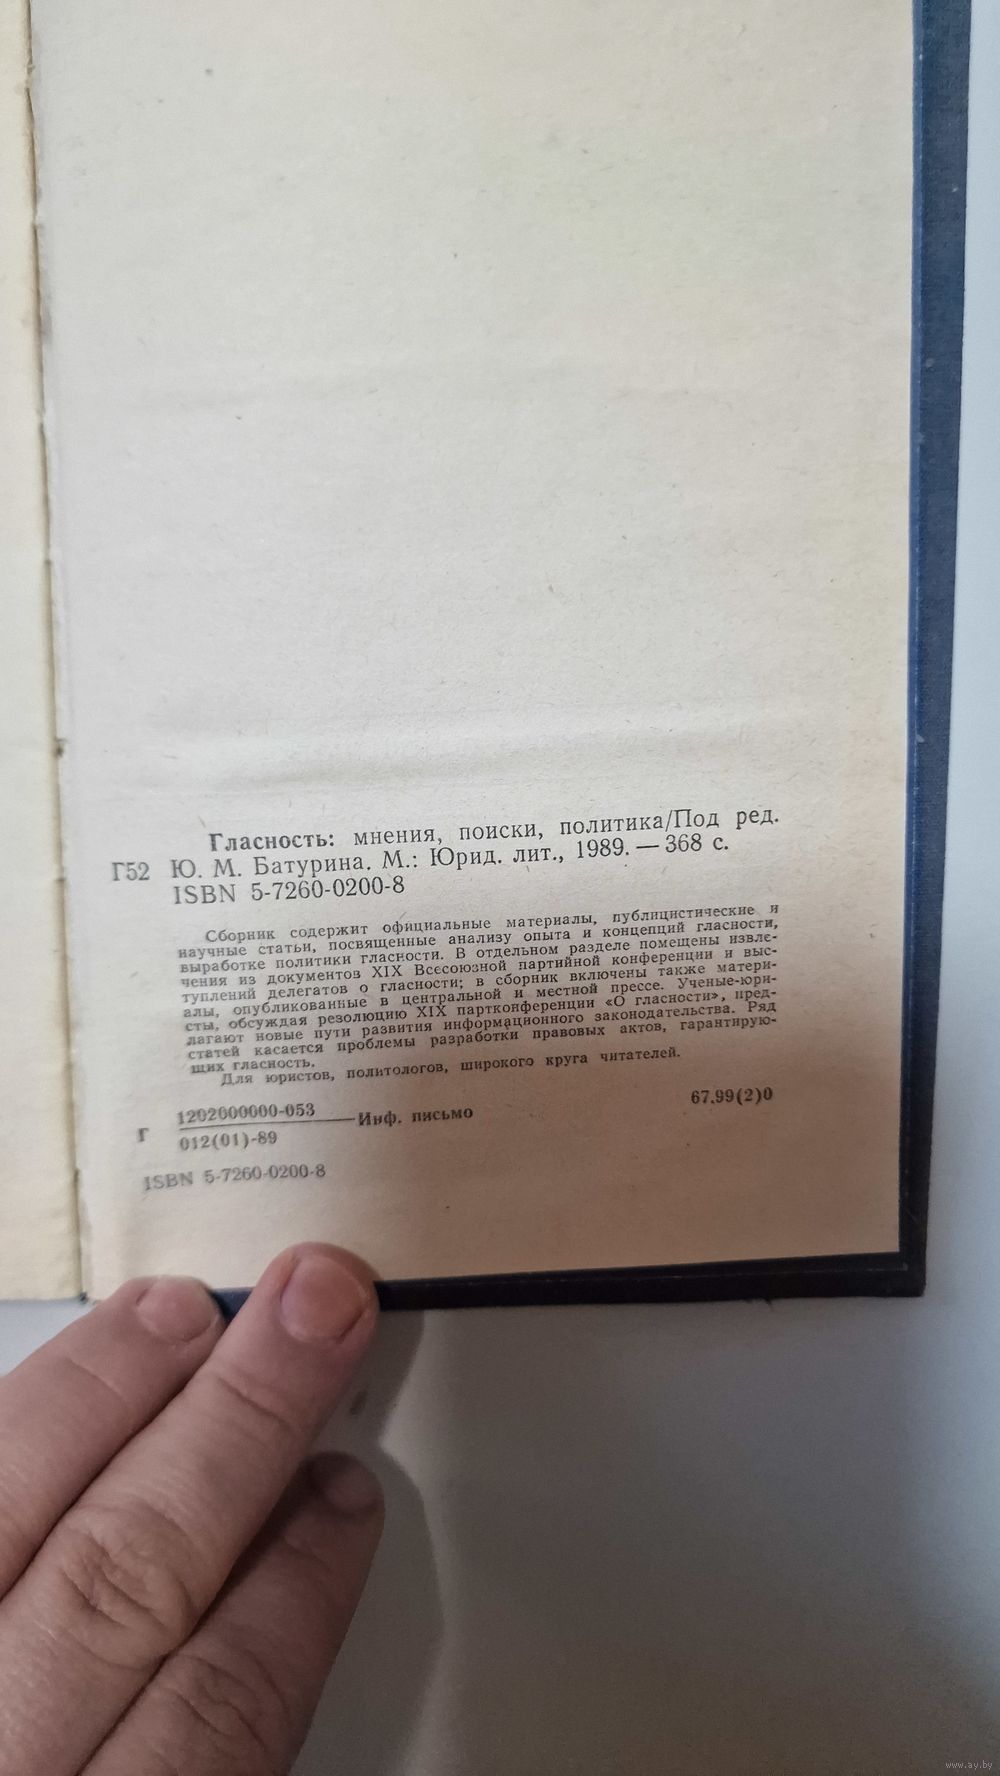 Гласность: мнения, поиски, политика/Под ред.
Г52 Ю. М. Батурина. М.: Юрид. лит., 1989. — 368 с.
ISBN 5-7260-0200-8
Сборник содержит официальные материалы, публицистические и
научные статьи, посвященные анализу опыта и концепций гласности,
выработке политики гласности. В отдельном разделе помещены извле-
чения из документов XIX Всесоюзной партийной конференции и выс-
туплений делегатов о гласности; в сборник включены также матери-
алы, опубликованные в центральной и местной прессе. Ученые-юри-
сты, обсуждая резолюцию XIX партконференции «О гласности», пред-
лагают новые пути развития информационного законодательства. Ряд
статей касается проблемы разработки правовых актов, гарантирую-
щих гласность.
Для юристов, политологов, широкого круга читателей.
Г 1202000000-053 Инф. письмо 67.99(2)0
012(01)-89
ISBN 5-7260-0200-8
www.ay.by